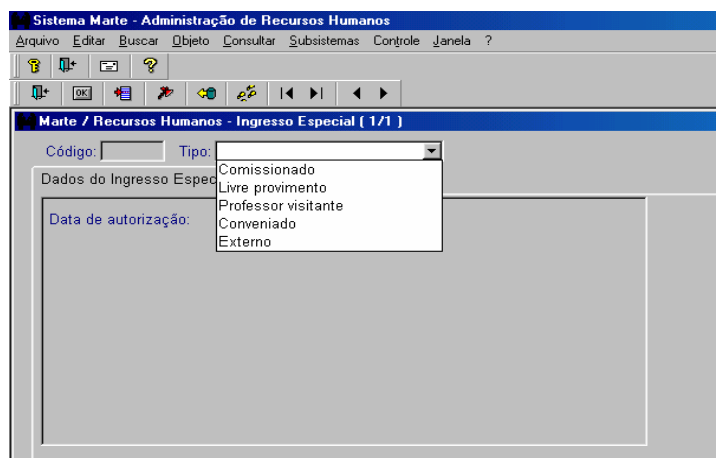 Sistema Marte - Administração de Recursos Humanos
Arquivo Editar Buscar Objeto Consultar Subsistemas Controle Janela ?
OK
Marte / Recursos Humanos - Ingresso Especial ( 1/1 )
Código: Tipo:
Comissionado
Dados do Ingresso Espec
Livre provimento
Professor visitante
Data de autorização:
Conveniado
Externo